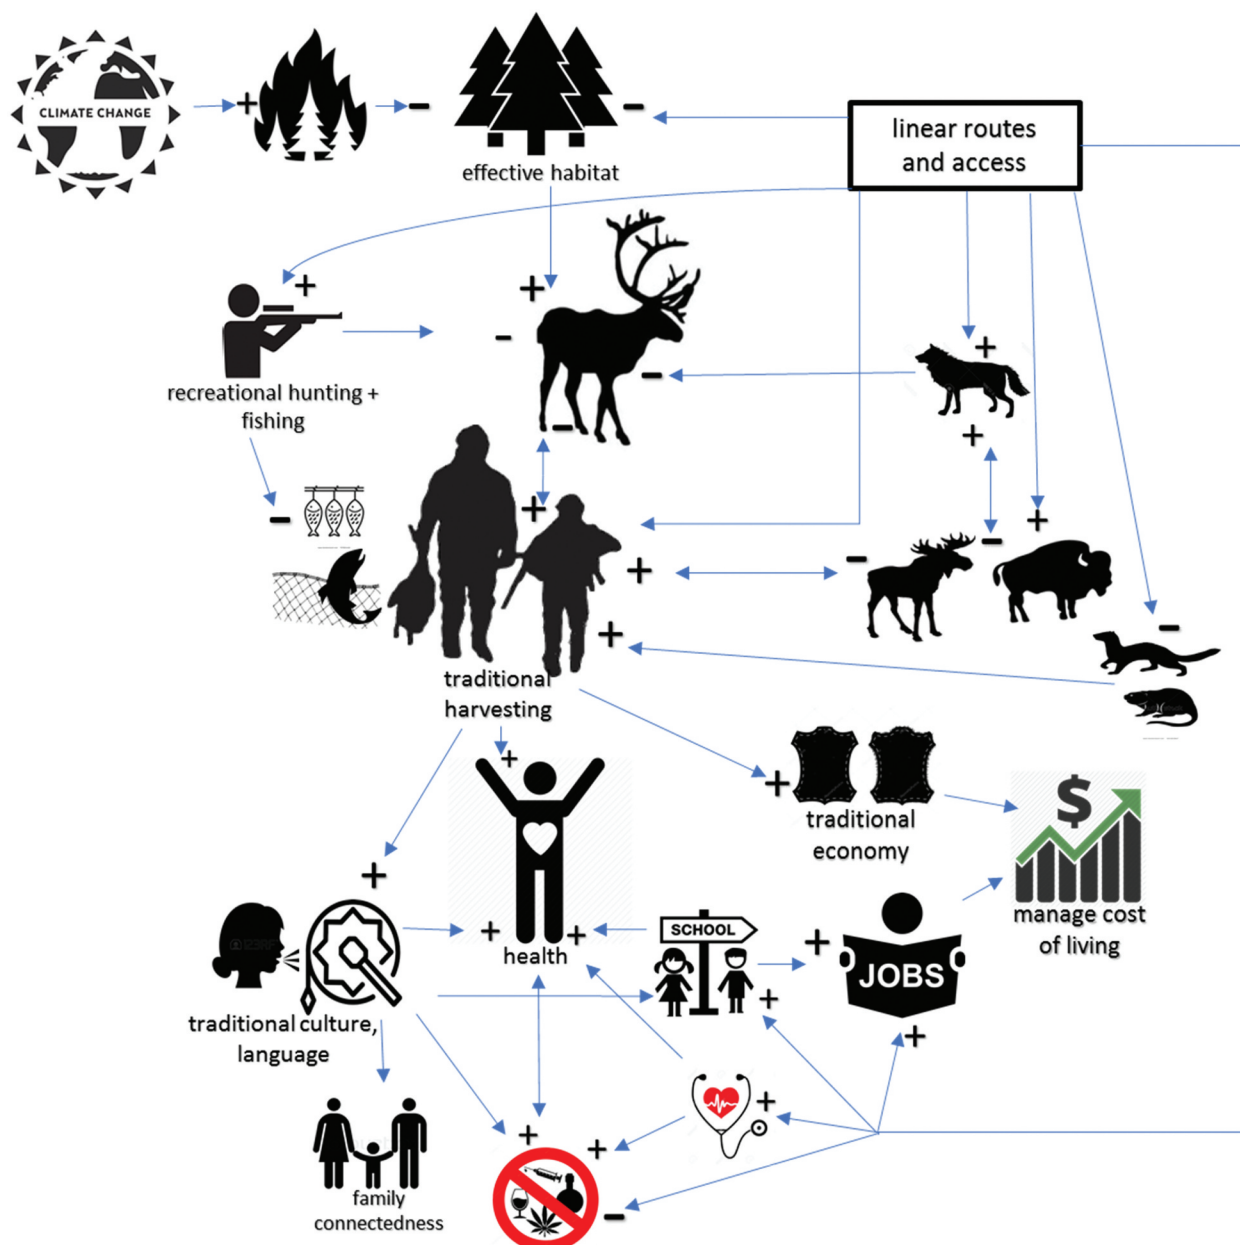 CLIMATE CHANGE
effective habitat
linear routes
and access
recreational hunting +
fishing
traditional
harvesting
traditional
economy
$
manage cost
of living
SCHOOL
JOBS
health
traditional culture,
language
family
connectedness